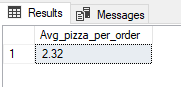 Results
Messages
Avg_pizza_per_order
1
2.32